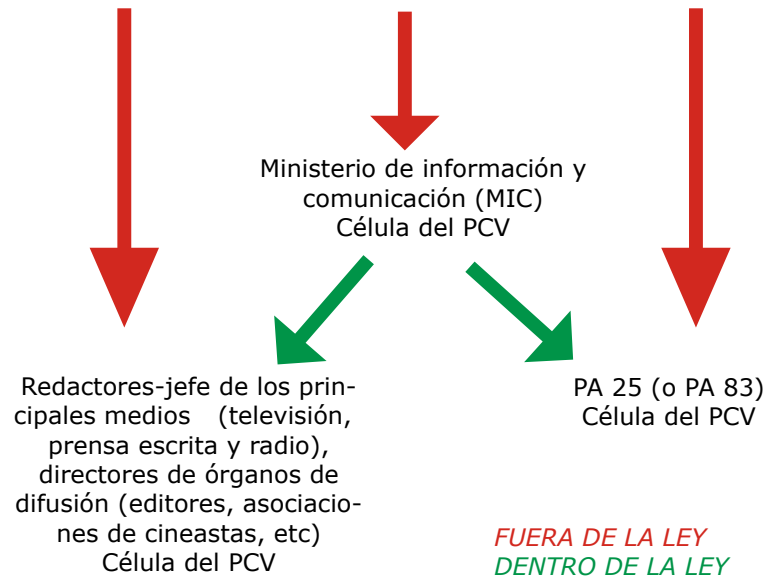 Ministerio de información y
comunicación (MIC)
Célula del PCV
Redactores-jefe de los prin-
cipales medios (televisión,
prensa escrita y radio),
directores de órganos de
difusión (editores, asociacio-
nes de cineastas, etc)
Célula del PCV
PA 25 (o PA 83)
Célula del PCV
FUERA DE LA LEY
DENTRO DE LA LEY